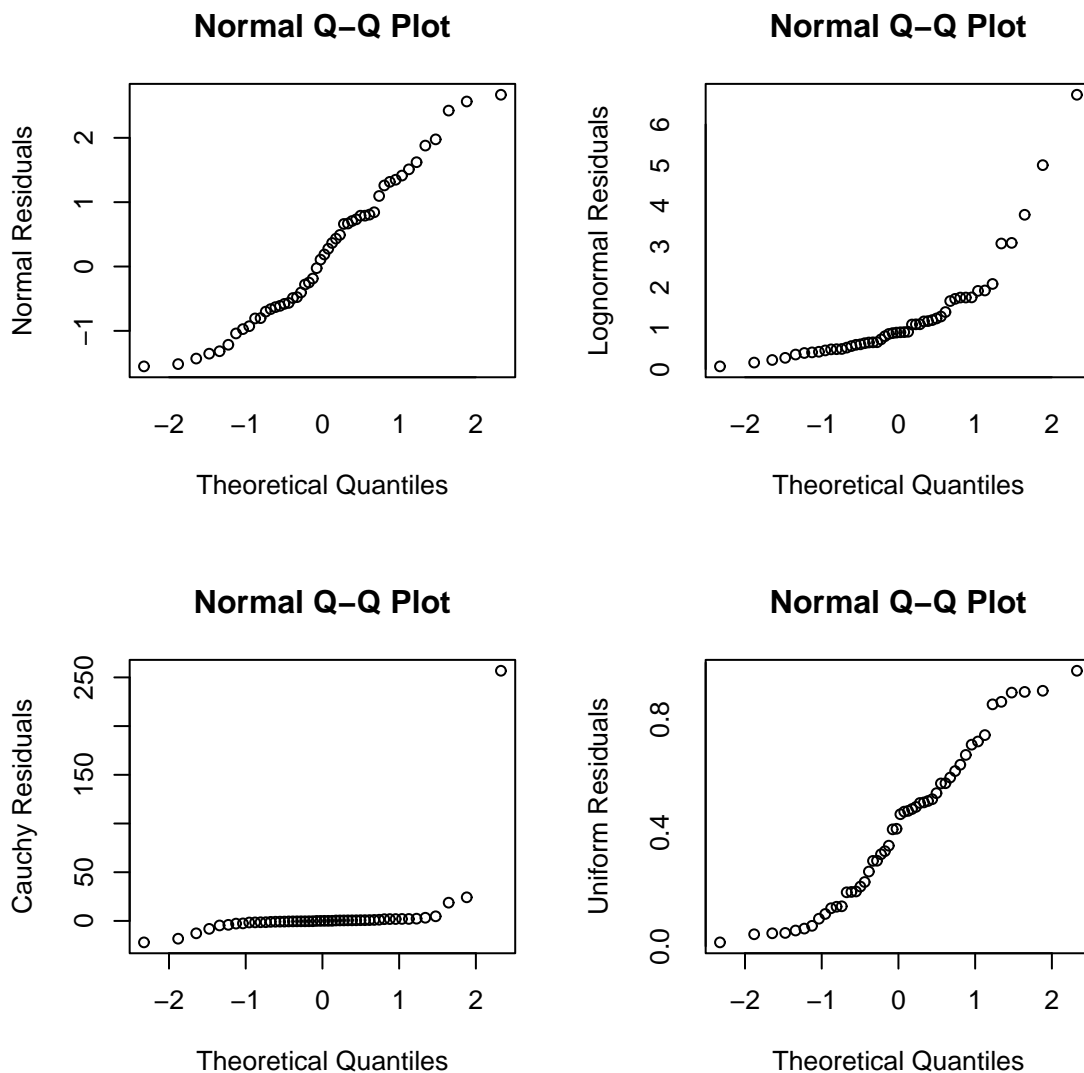 Normal Q−Q Plot
Normal Residuals
2
1
0
−1
−2 −1 0 1 2
Theoretical Quantiles
Normal Q−Q Plot
Lognormal Residuals
6
5
4
3
2
1
0
−2 −1 0 1 2
Theoretical Quantiles
Normal Q−Q Plot
Cauchy Residuals
250
150
50
0
−2 −1 0 1 2
Theoretical Quantiles
Normal Q−Q Plot
Uniform Residuals
0.8
0.4
0.0
−2 −1 0 1 2
Theoretical Quantiles